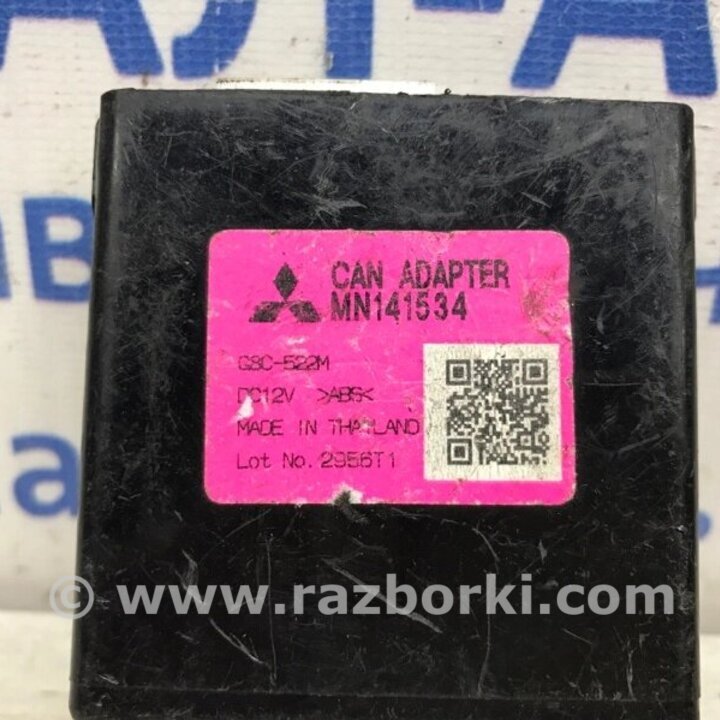 CAN ADAPTER
MN141534
G8C-522M
DC12V >ABS<
MADE IN THAILAND
Lot No. 2956T1
© www.razborki.com